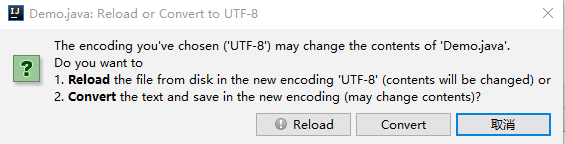 Demo.java: Reload or Convert to UTF-8
The encoding you've chosen ('UTF-8') may change the contents of 'Demo.java'.
Do you want to
1. Reload the file from disk in the new encoding 'UTF-8' (contents will be changed) or
2. Convert the text and save in the new encoding (may change contents)?
Reload Convert 取消